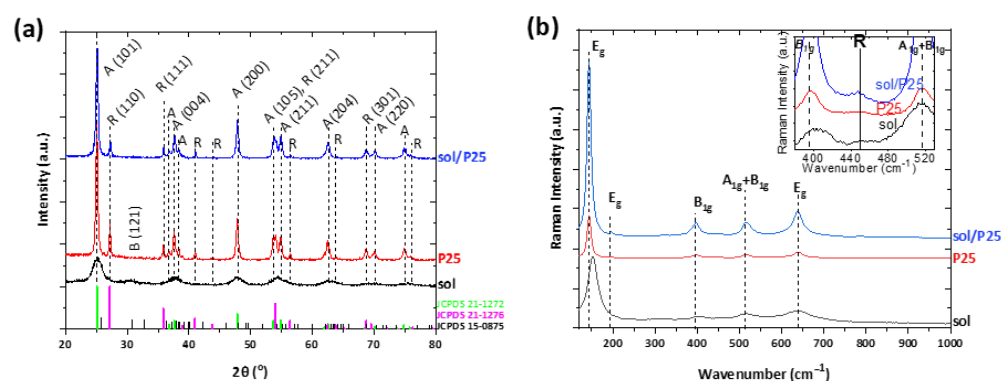 (a)
A (101)
R (110)
R (111)
A
A (004)
A
R
R
A (200)
A (105), R (211)
A (211)
R
A (204)
R
R (301)
A (220)
A
R
B (121)
sol/P25
P25
sol
JCPDS 21-1272
JCPDS 21-1276
JCPDS 15-0875
Intensity (a.u.)
20 30 40 50 60 70 80
2θ (°)
(b)
Eg
Eg
B1g
A1g+B1g
Eg
sol/P25
P25
sol
Raman Intensity (a.u.)
200 300 400 500 600 700 800 900 1000
Wavenumber (cm⁻¹)
B1g
R
A1g+B1g
sol/P25
P25
sol
Raman Intensity (a.u.)
400 440 480 520
Wavenumber (cm⁻¹)